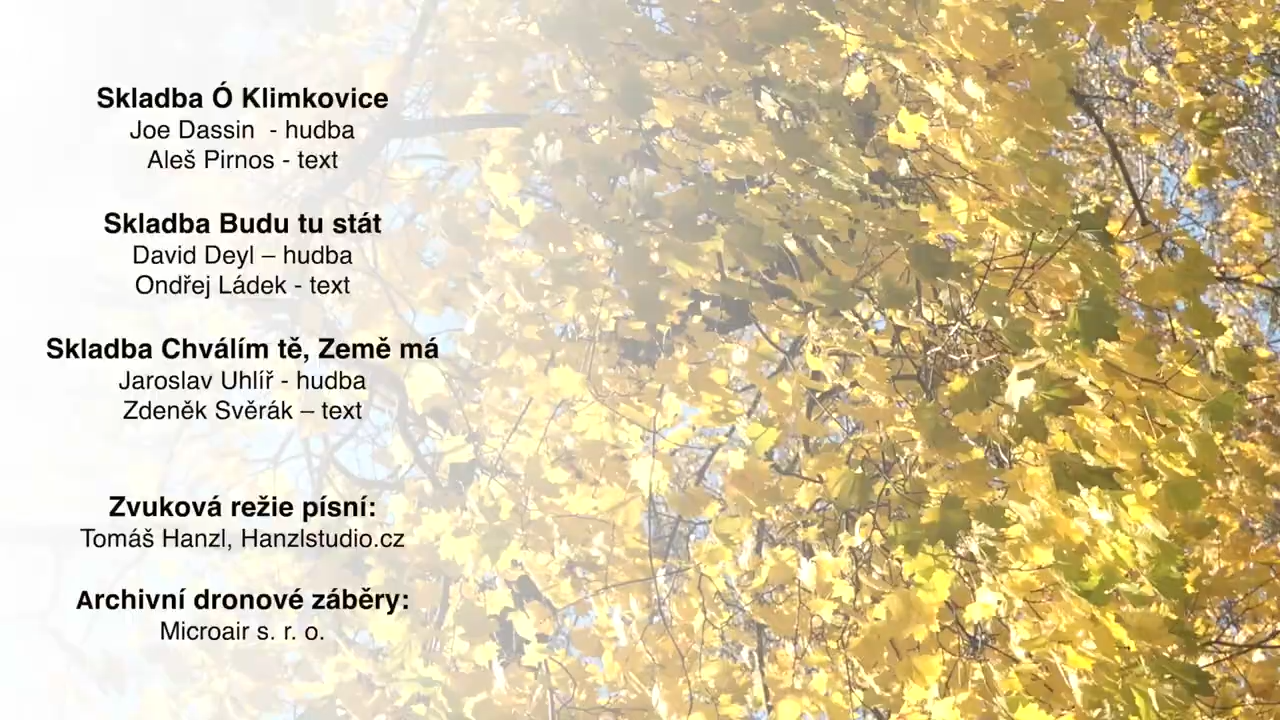 Skladba Ó Klimkovice
Joe Dassin  - hudba
Aleš Pirnos - text
Skladba Budu tu stát
David Deyl – hudba
Ondřej Ládek - text
Skladba Chválím tě, Země má
Jaroslav Uhlíř - hudba
Zdeněk Svěrák – text
Zvuková režie písní:
Tomáš Hanzl, Hanzlstudio.cz
Archivní dronové záběry:
Microair s. r. o.